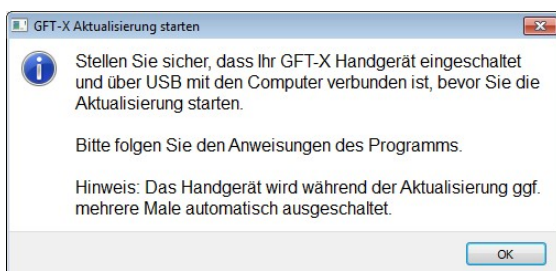 GFT-X Aktualisierung starten
Stellen Sie sicher, dass Ihr GFT-X Handgerät eingeschaltet
und über USB mit den Computer verbunden ist, bevor Sie die
Aktualisierung starten.
Bitte folgen Sie den Anweisungen des Programms.
Hinweis: Das Handgerät wird während der Aktualisierung ggf.
mehrere Male automatisch ausgeschaltet.
OK